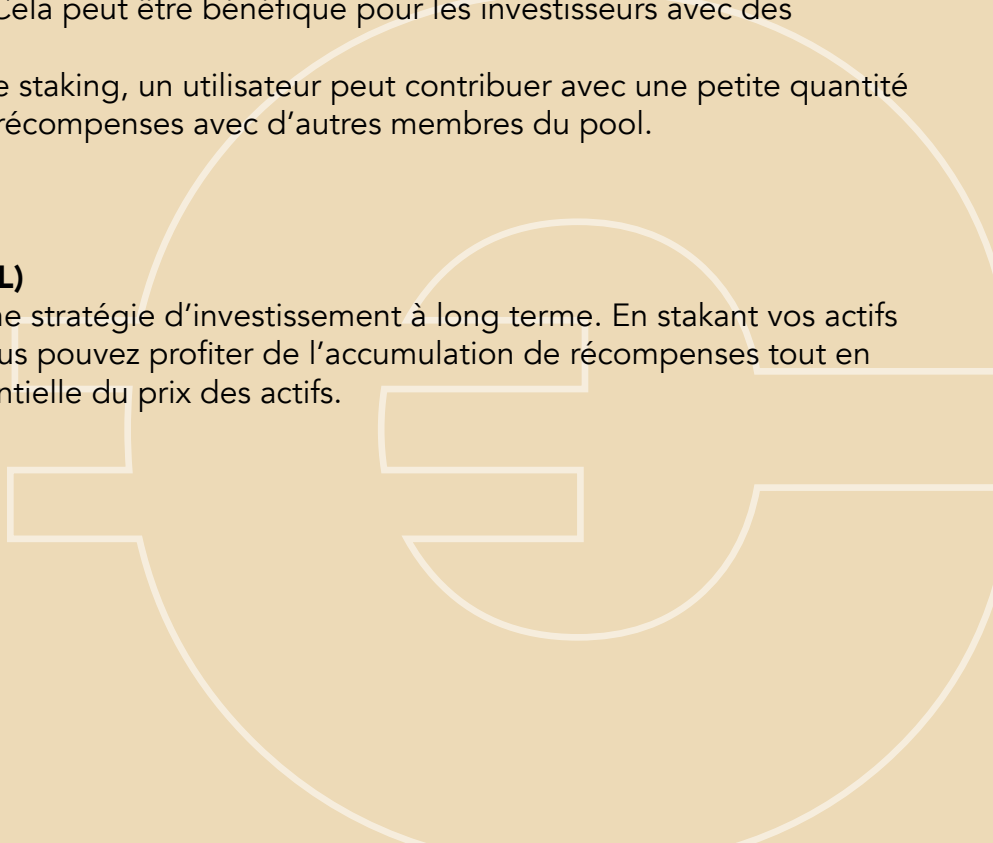 Cela peut être bénéfique pour les investisseurs avec des
e staking, un utilisateur peut contribuer avec une petite quantité
récompenses avec d’autres membres du pool.
L)
ne stratégie d’investissement à long terme. En stakant vos actifs
us pouvez profiter de l’accumulation de récompenses tout en
ntielle du prix des actifs.